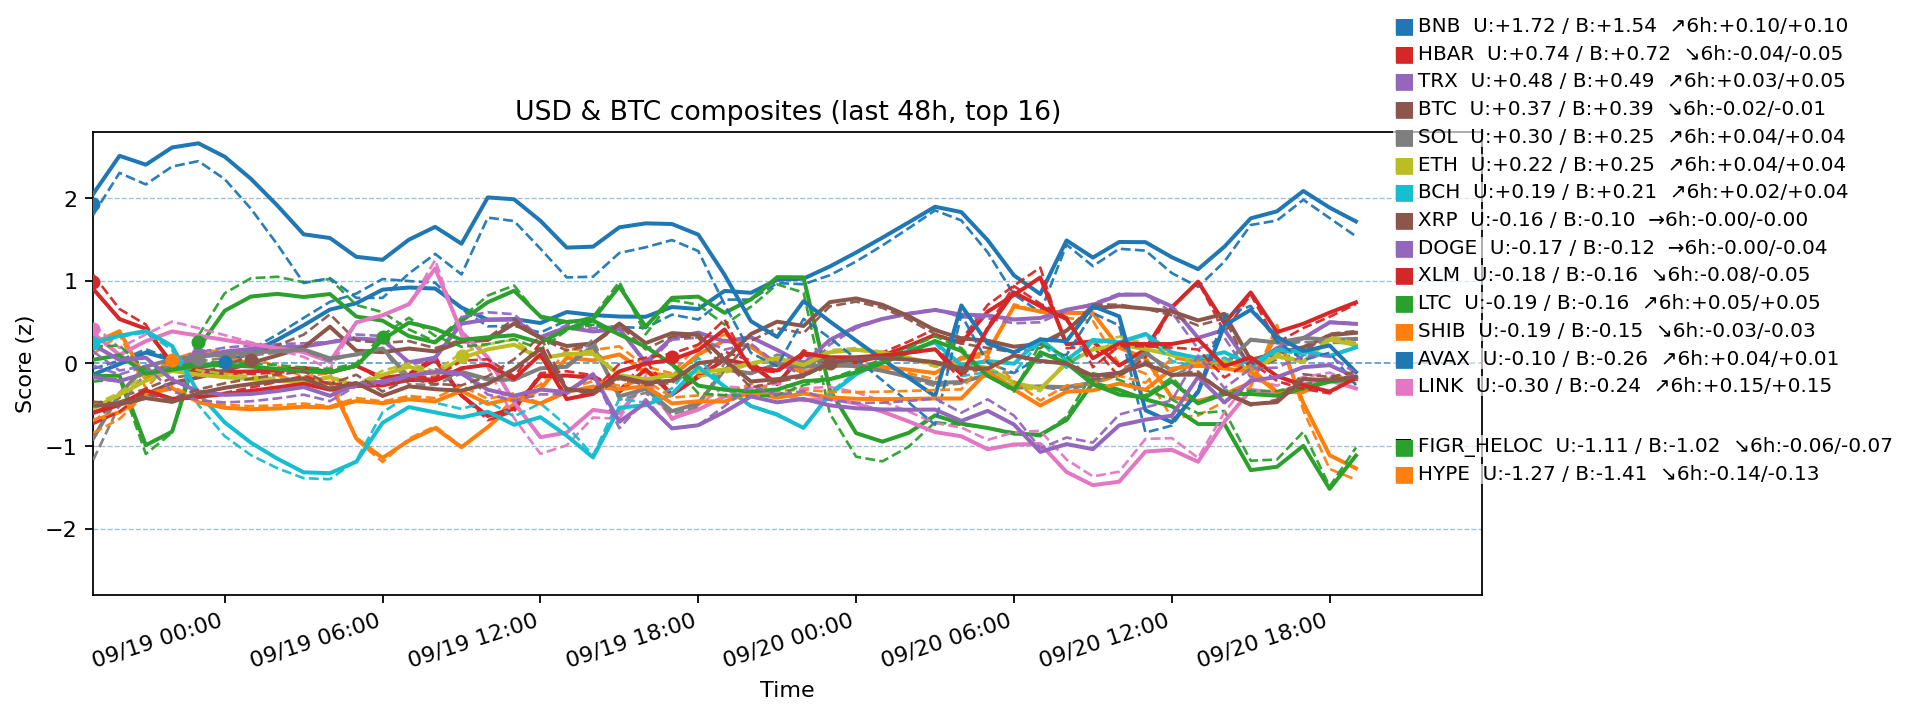 USD & BTC composites (last 48h, top 16)
BNB U:+1.72 / B:+1.54 ↗6h:+0.10/+0.10
HBAR U:+0.74 / B:+0.72 ↘6h:-0.04/-0.05
TRX U:+0.48 / B:+0.49 ↗6h:+0.03/+0.05
BTC U:+0.37 / B:+0.39 ↘6h:-0.02/-0.01
SOL U:+0.30 / B:+0.25 ↗6h:+0.04/+0.04
ETH U:+0.22 / B:+0.25 ↗6h:+0.04/+0.04
BCH U:+0.19 / B:+0.21 ↗6h:+0.02/+0.04
XRP U:-0.16 / B:-0.10 →6h:-0.00/-0.00
DOGE U:-0.17 / B:-0.12 →6h:-0.00/-0.04
XLM U:-0.18 / B:-0.16 ↘6h:-0.08/-0.05
LTC U:-0.19 / B:-0.16 ↗6h:+0.05/+0.05
SHIB U:-0.19 / B:-0.15 ↘6h:-0.03/-0.03
AVAX U:-0.10 / B:-0.26 ↗6h:+0.04/+0.01
LINK U:-0.30 / B:-0.24 ↗6h:+0.15/+0.15
FIGR_HELOC U:-1.11 / B:-1.02 ↘6h:-0.06/-0.07
HYPE U:-1.27 / B:-1.41 ↘6h:-0.14/-0.13
Score (z)
2
1
0
−1
−2
09/19 00:00
09/19 06:00
09/19 12:00
09/19 18:00
09/20 00:00
09/20 06:00
09/20 12:00
09/20 18:00
Time